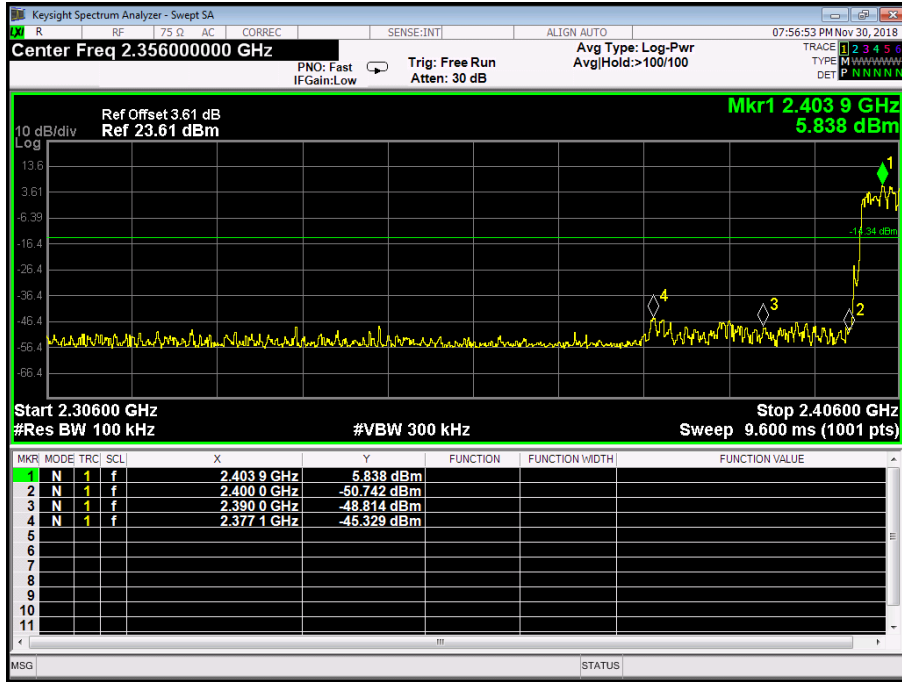 Keysight Spectrum Analyzer - Swept SA
LXI R RF 75 Ω AC CORREC SENSE:INT ALIGN AUTO 07:56:53 PM Nov 30, 2018
Center Freq 2.356000000 GHz Avg Type: Log-Pwr TRACE 1 2 3 4 5 6
PNO: Fast Trig: Free Run Avg|Hold:>100/100 TYPE M WWWWW
IFGain:Low Atten: 30 dB DET P N N N N N
Mkr1 2.403 9 GHz
Ref Offset 3.61 dB
10 dB/div Ref 23.61 dBm 5.838 dBm
Log
1
13.6
3.61
-6.39
-14.34 dBm
-16.4
-26.4
-36.4
4
3
2
-46.4
-56.4
-66.4
Start 2.30600 GHz Stop 2.40600 GHz
#Res BW 100 kHz #VBW 300 kHz Sweep 9.600 ms (1001 pts)
MKR MODE TRC SCL X Y FUNCTION FUNCTION WIDTH FUNCTION VALUE
1 N 1 f 2.403 9 GHz 5.838 dBm
2 N 1 f 2.400 0 GHz -50.742 dBm
3 N 1 f 2.390 0 GHz -48.814 dBm
4 N 1 f 2.377 1 GHz -45.329 dBm
5
6
7
8
9
10
11
MSG STATUS